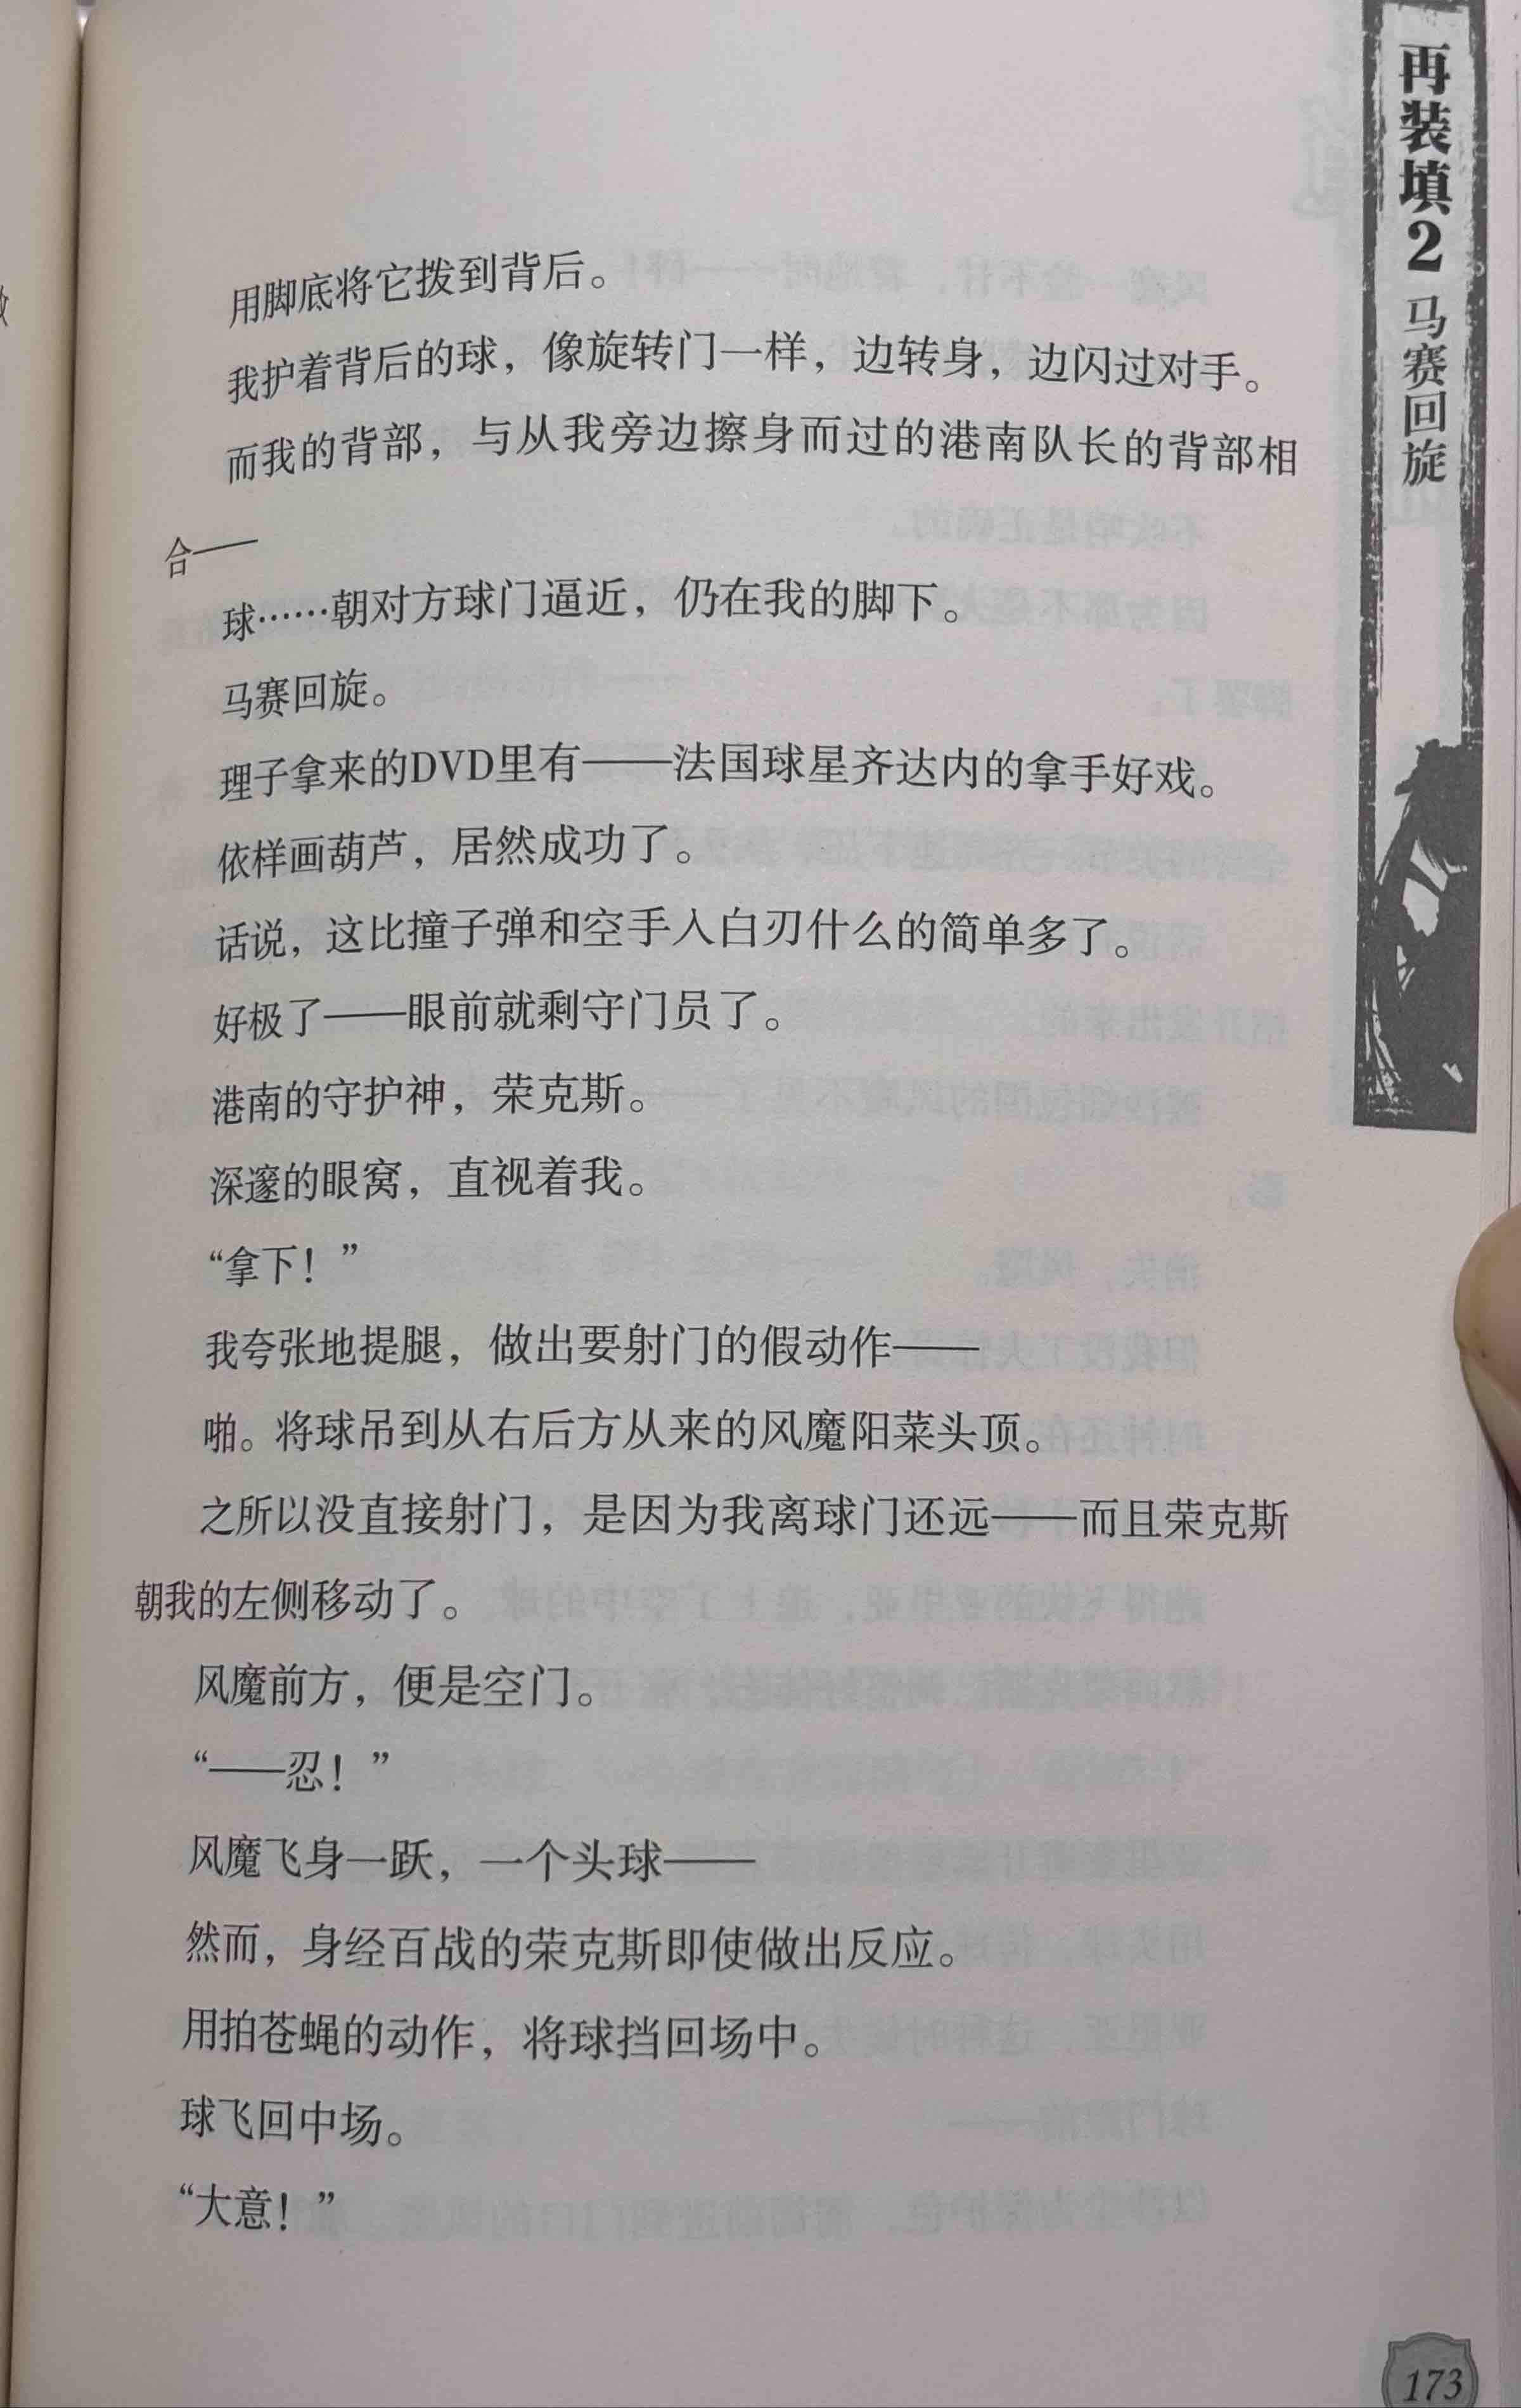 再装填2 马赛回旋
用脚底将它拨到背后。
我护着背后的球，像旋转门一样，边转身，边闪过对手。
而我的背部，与从我旁边擦身而过的港南队长的背部相
合——
球……朝对方球门逼近，仍在我的脚下。
马赛回旋。
理子拿来的DVD里有——法国球星齐达内的拿手好戏。
依样画葫芦，居然成功了。
话说，这比撞子弹和空手入白刃什么的简单多了。
好极了——眼前就剩守门员了。
港南的守护神，荣克斯。
深邃的眼窝，直视着我。
“拿下！”
我夸张地提腿，做出要射门的假动作——
啪。将球吊到从右后方从来的风魔阳菜头顶。
之所以没直接射门，是因为我离球门还远——而且荣克斯
朝我的左侧移动了。
风魔前方，便是空门。
“——忍！”
风魔飞身一跃，一个头球——
然而，身经百战的荣克斯即使做出反应。
用拍苍蝇的动作，将球挡回场中。
球飞回中场。
“大意！”
173